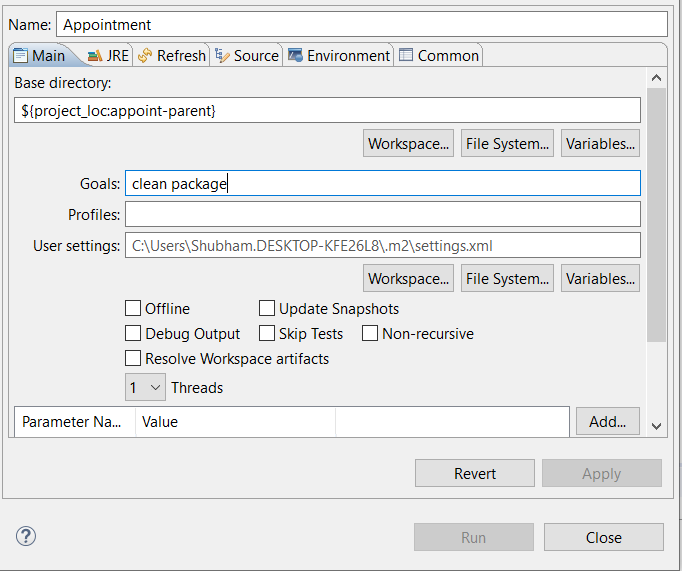 Name: Appointment
Main JRE Refresh Source Environment Common
Base directory:
${project_loc:appoint-parent}
Workspace... File System... Variables...
Goals: clean package
Profiles:
User settings: C:\Users\Shubham.DESKTOP-KFE26L8\.m2\settings.xml
Workspace... File System... Variables...
Offline Update Snapshots
Debug Output Skip Tests Non-recursive
Resolve Workspace artifacts
1 Threads
Parameter Na... Value Add...
Revert Apply
? Run Close